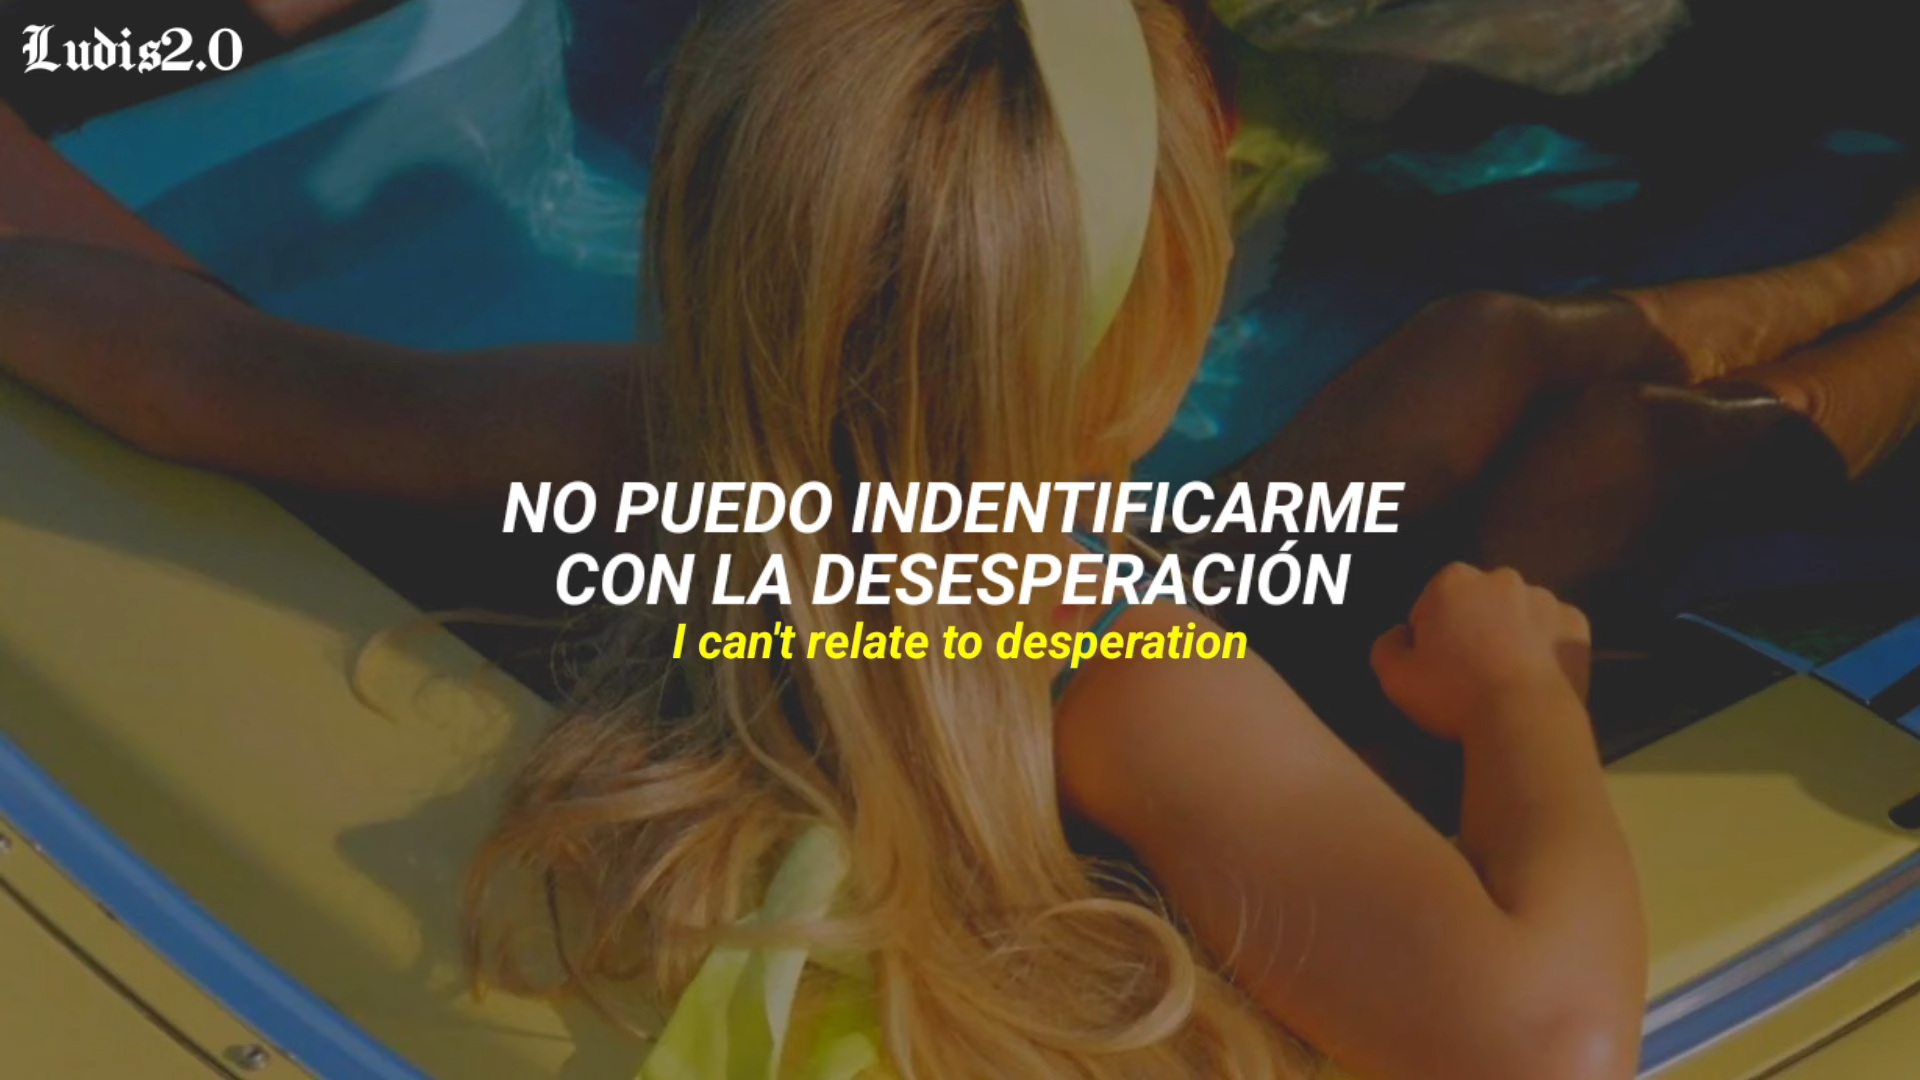 Ludis2.0
NO PUEDO INDENTIFICARME
CON LA DESESPERACIÓN
I can't relate to desperation